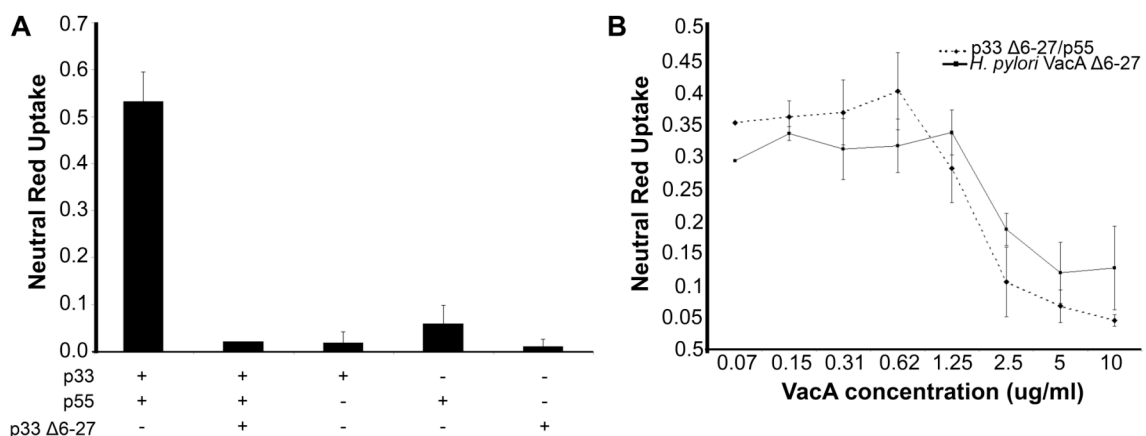 A
Neutral Red Uptake
0.7
0.6
0.5
0.4
0.3
0.2
0.1
0.0
p33 + + + - -
p55 + + - + -
p33 Δ6-27 - + - - +
B
Neutral Red Uptake
0.5
0.45
0.4
0.35
0.3
0.25
0.2
0.15
0.1
0.05
0.5
p33 Δ6-27/p55
H. pylori VacA Δ6-27
0.07 0.15 0.31 0.62 1.25 2.5 5 10
VacA concentration (ug/ml)